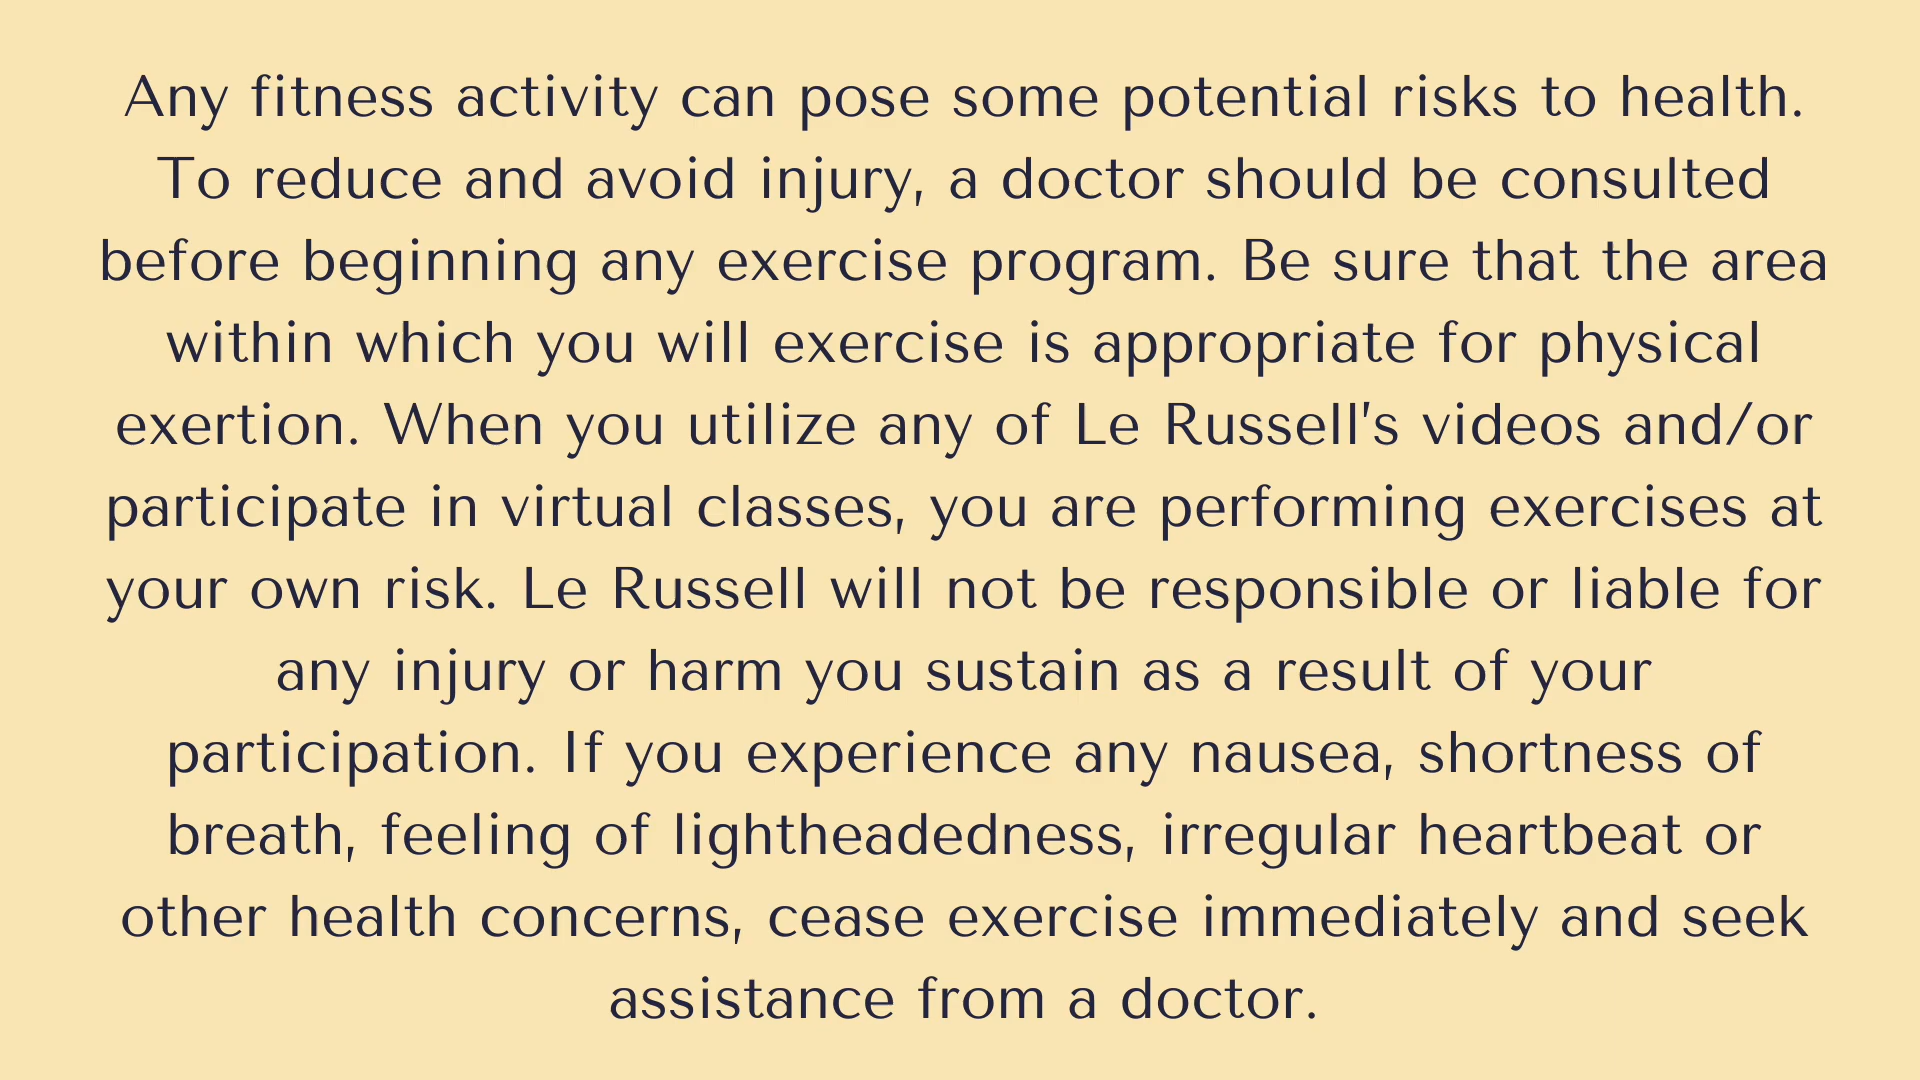 Any fitness activity can pose some potential risks to health.
To reduce and avoid injury, a doctor should be consulted
before beginning any exercise program. Be sure that the area
within which you will exercise is appropriate for physical
exertion. When you utilize any of Le Russell's videos and/or
participate in virtual classes, you are performing exercises at
your own risk. Le Russell will not be responsible or liable for
any injury or harm you sustain as a result of your
participation. If you experience any nausea, shortness of
breath, feeling of lightheadedness, irregular heartbeat or
other health concerns, cease exercise immediately and seek
assistance from a doctor.